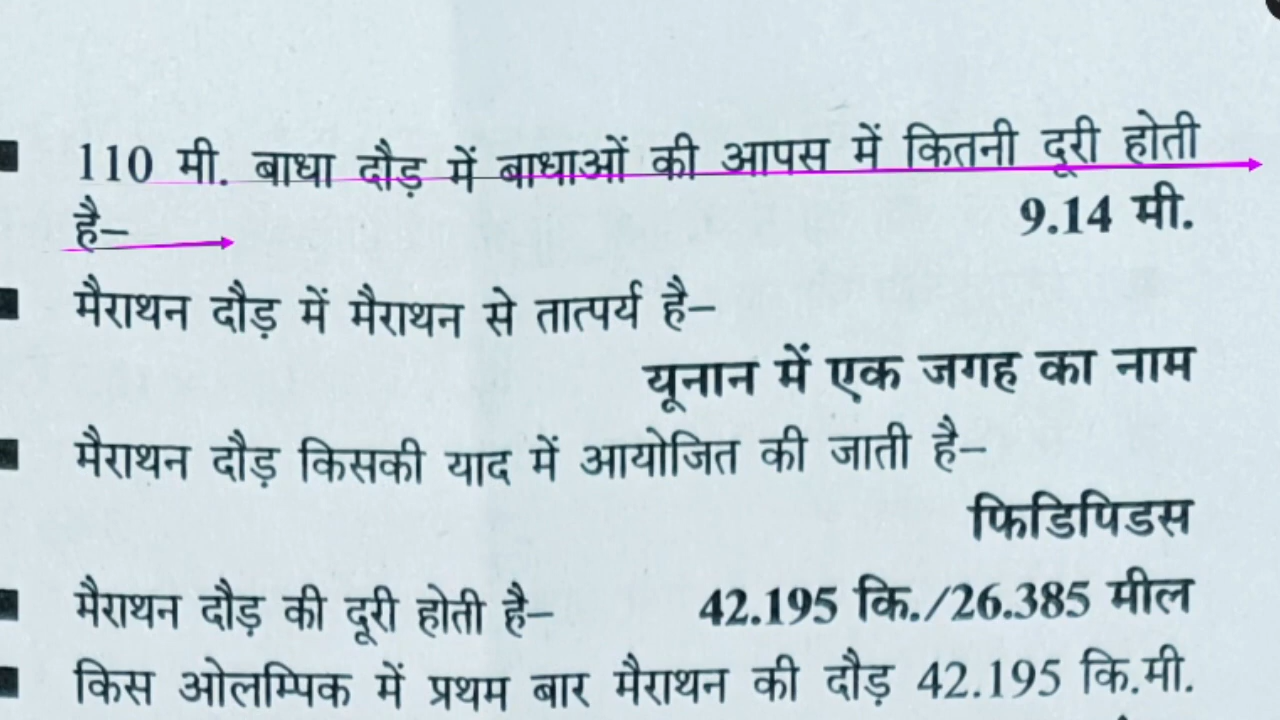 110 मी. बाधा दौड़ में बाधाओं की आपस में कितनी दूरी होती
है– 9.14 मी.
मैराथन दौड़ में मैराथन से तात्पर्य है–
यूनान में एक जगह का नाम
मैराथन दौड़ किसकी याद में आयोजित की जाती है–
फिडिपिडस
मैराथन दौड़ की दूरी होती है– 42.195 कि./26.385 मील
किस ओलम्पिक में प्रथम बार मैराथन की दौड़ 42.195 कि.मी.